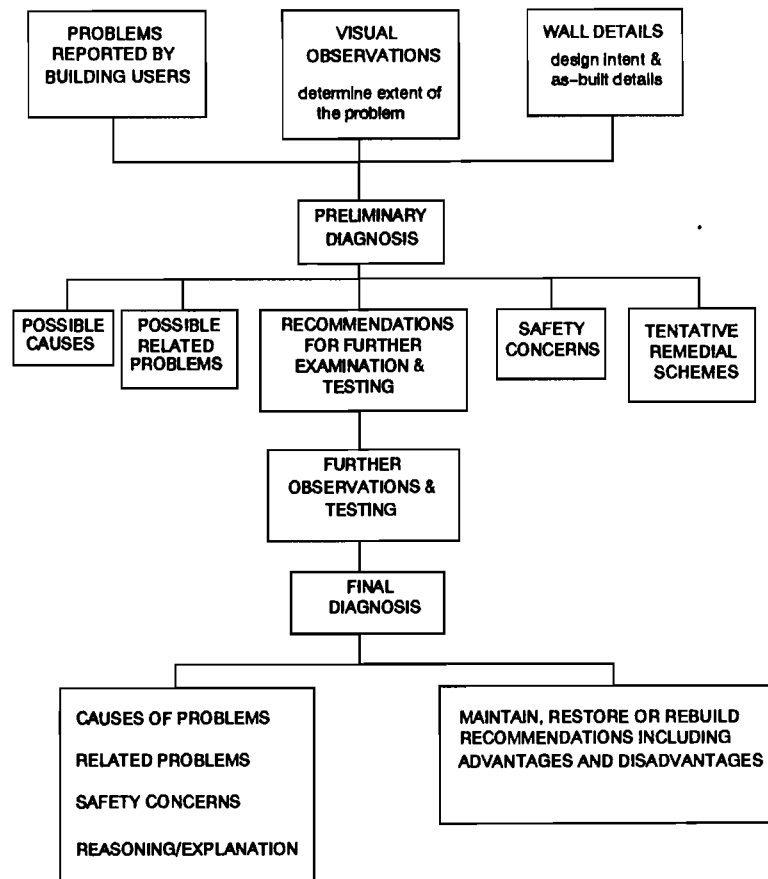 PROBLEMS
REPORTED BY
BUILDING USERS
VISUAL
OBSERVATIONS
determine extent of
the problem
WALL DETAILS
design intent &
as-built details
PRELIMINARY
DIAGNOSIS
POSSIBLE
CAUSES
POSSIBLE
RELATED
PROBLEMS
RECOMMENDATIONS
FOR FURTHER
EXAMINATION &
TESTING
SAFETY
CONCERNS
TENTATIVE
REMEDIAL
SCHEMES
FURTHER
OBSERVATIONS &
TESTING
FINAL
DIAGNOSIS
CAUSES OF PROBLEMS
RELATED PROBLEMS
SAFETY CONCERNS
REASONING/EXPLANATION
MAINTAIN, RESTORE OR REBUILD
RECOMMENDATIONS INCLUDING
ADVANTAGES AND DISADVANTAGES